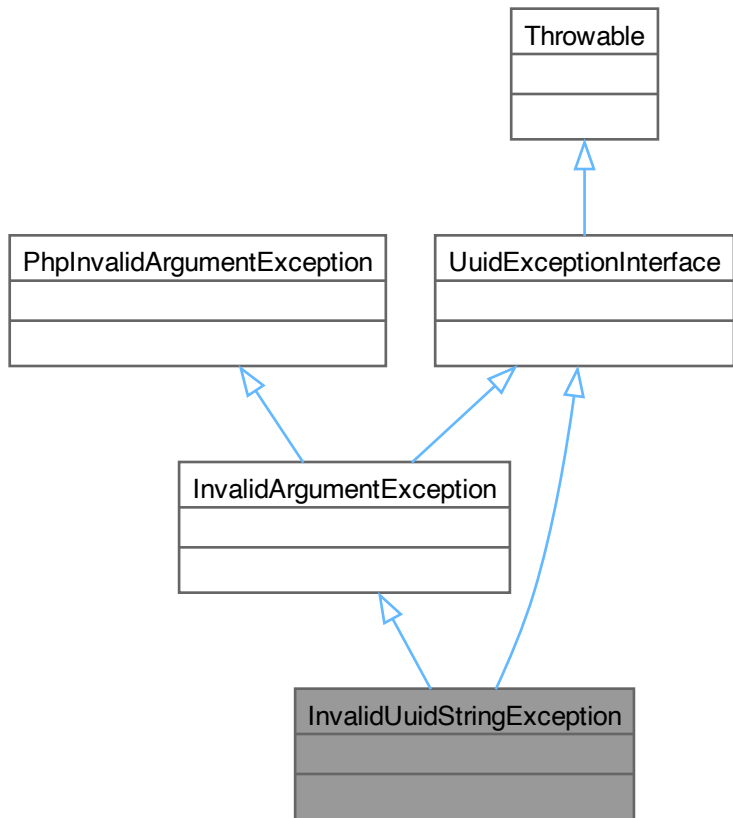 Throwable
PhpInvalidArgumentException
UuidExceptionInterface
InvalidArgumentException
InvalidUuidStringException